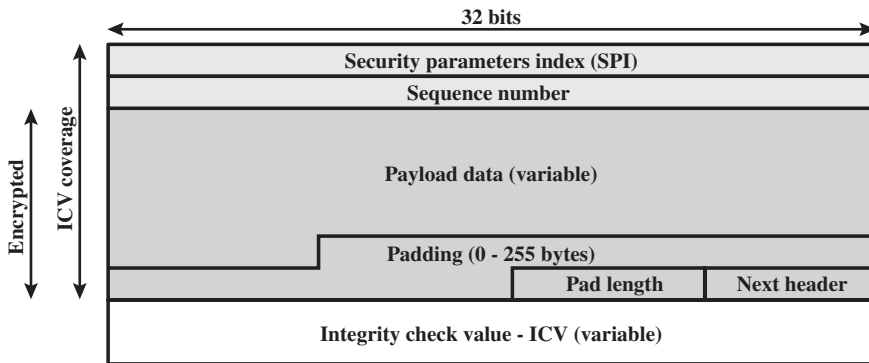 32 bits
Security parameters index (SPI)
Sequence number
Payload data (variable)
Padding (0 - 255 bytes)
Pad length
Next header
Integrity check value - ICV (variable)
Encrypted
ICV coverage